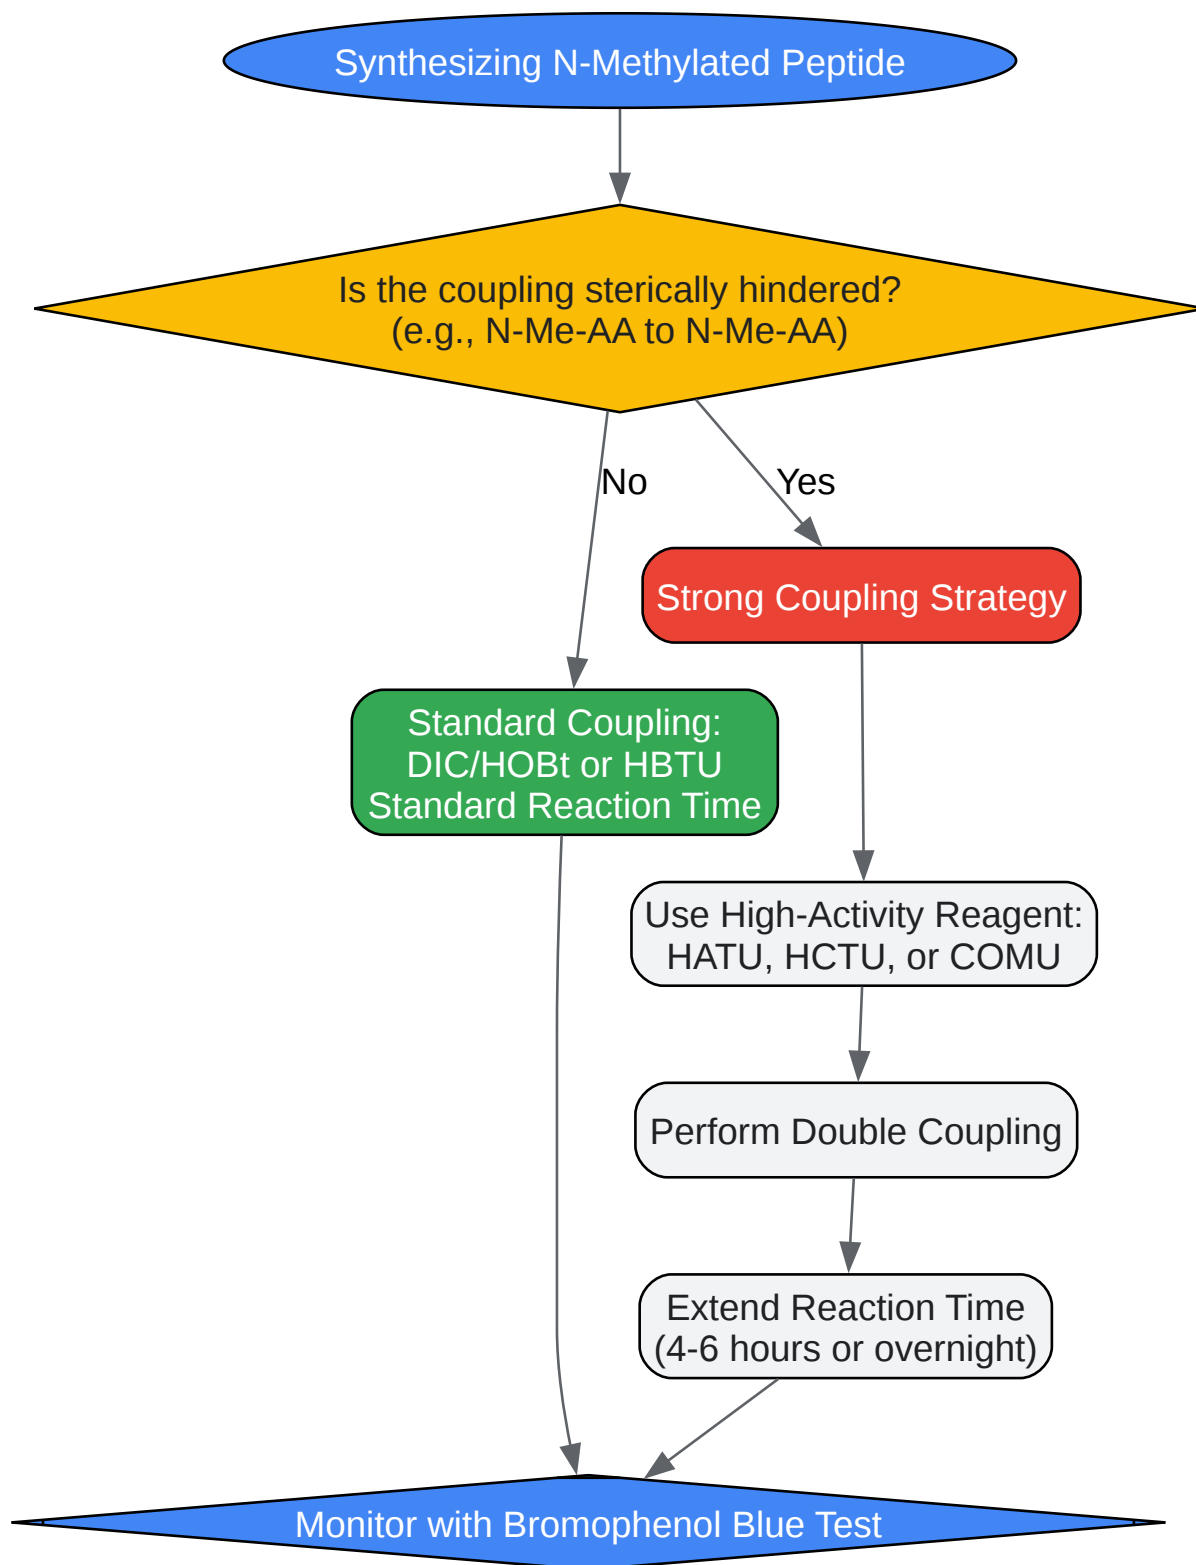 Synthesizing N-Methylated Peptide
Is the coupling sterically hindered?
(e.g., N-Me-AA to N-Me-AA)
No
Yes
Strong Coupling Strategy
Standard Coupling:
DIC/HOBt or HBTU
Standard Reaction Time
Use High-Activity Reagent:
HATU, HCTU, or COMU
Perform Double Coupling
Extend Reaction Time
(4-6 hours or overnight)
Monitor with Bromophenol Blue Test